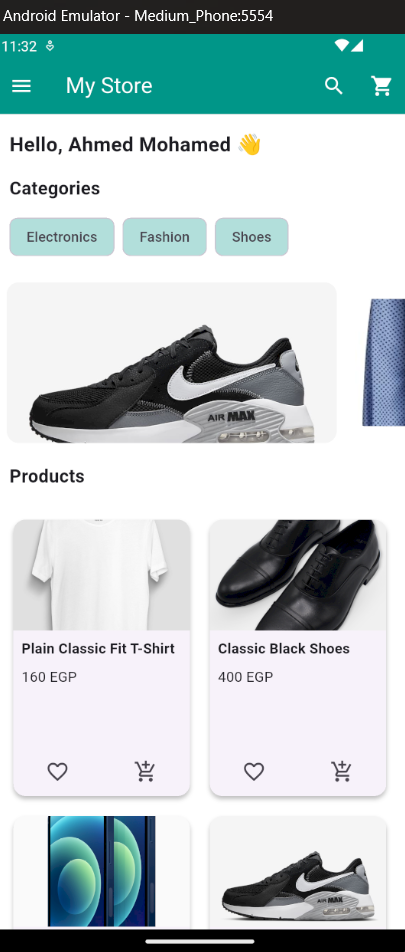 Android Emulator - Medium_Phone:5554
11:32
My Store
Hello, Ahmed Mohamed 👋
Categories
Electronics
Fashion
Shoes
AIR MAX
Products
Plain Classic Fit T-Shirt
Classic Black Shoes
160 EGP
400 EGP
AIR MAX